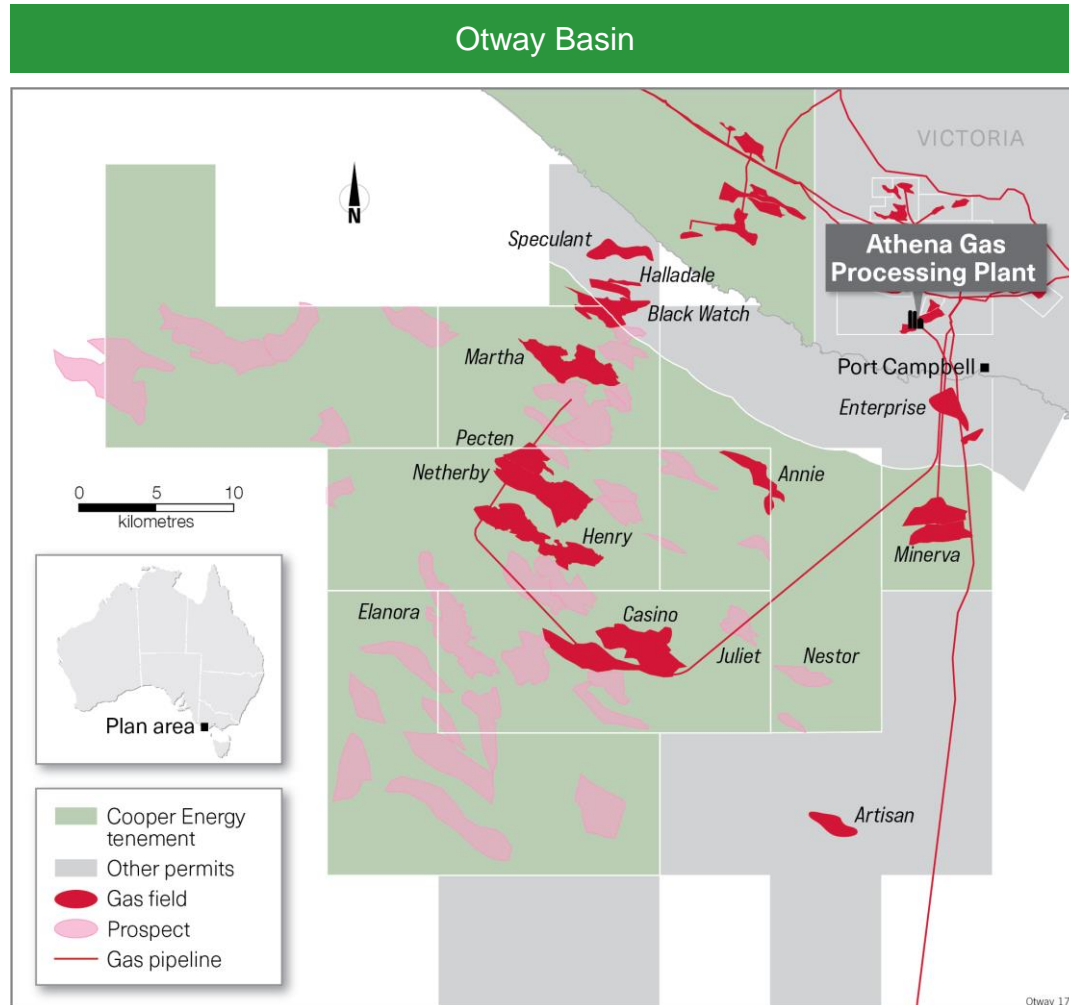 Otway Basin
VICTORIA
N
Speculant
Halladale
Black Watch
Athena Gas
Processing Plant
Martha
Port Campbell
Enterprise
Pecten
Netherby
Annie
0 5 10
kilometres
Henry
Minerva
Elanora
Casino
Juliet
Nestor
Plan area
Artisan
Cooper Energy
tenement
Other permits
Gas field
Prospect
Gas pipeline
Otway 17